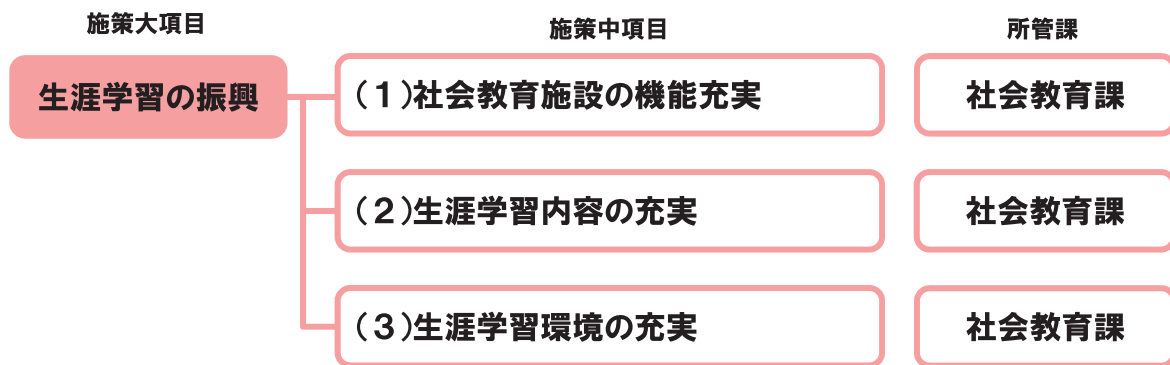 施策大項目 施策中項目 所管課
生涯学習の振興 （1）社会教育施設の機能充実 社会教育課
（2）生涯学習内容の充実 社会教育課
（3）生涯学習環境の充実 社会教育課